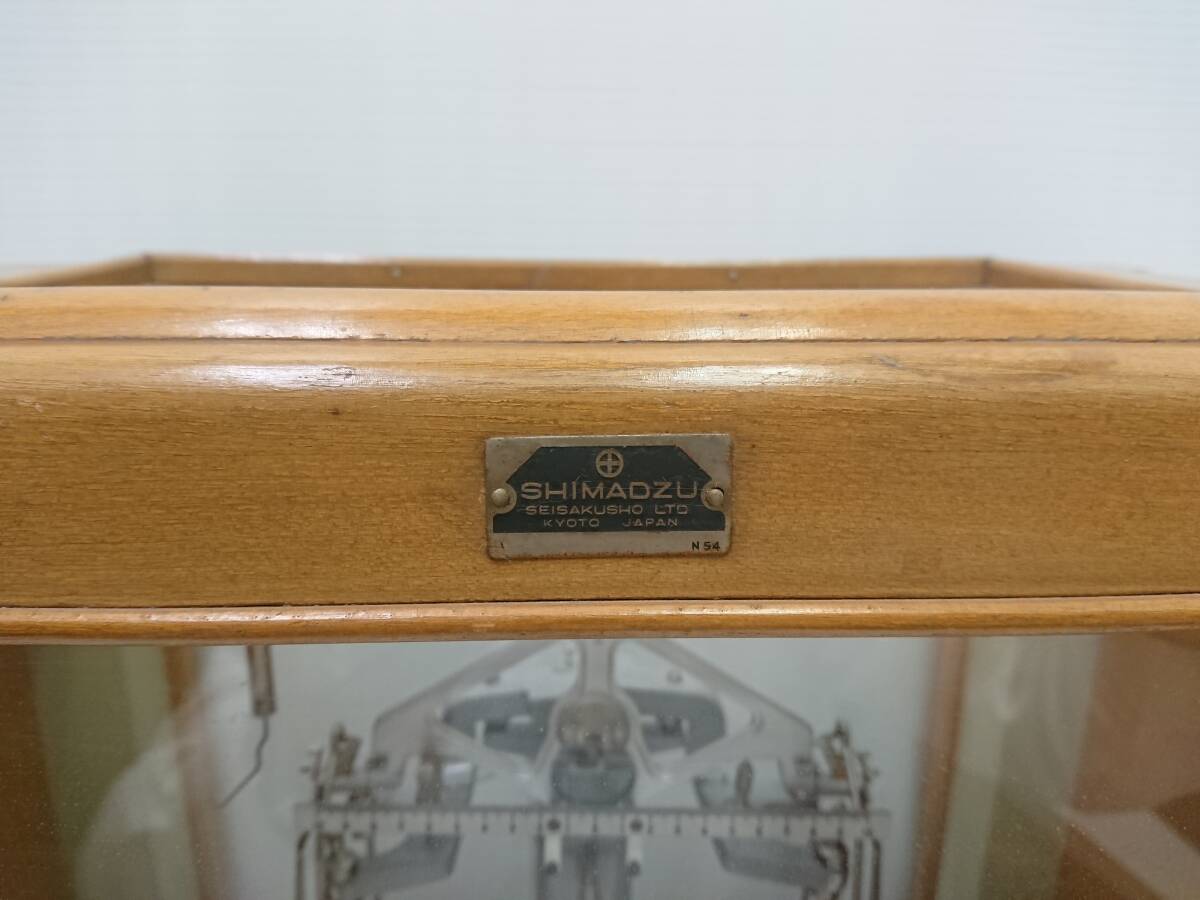 SHIMADZU
SEISAKUSHO LTD
KYOTO JAPAN
N 54